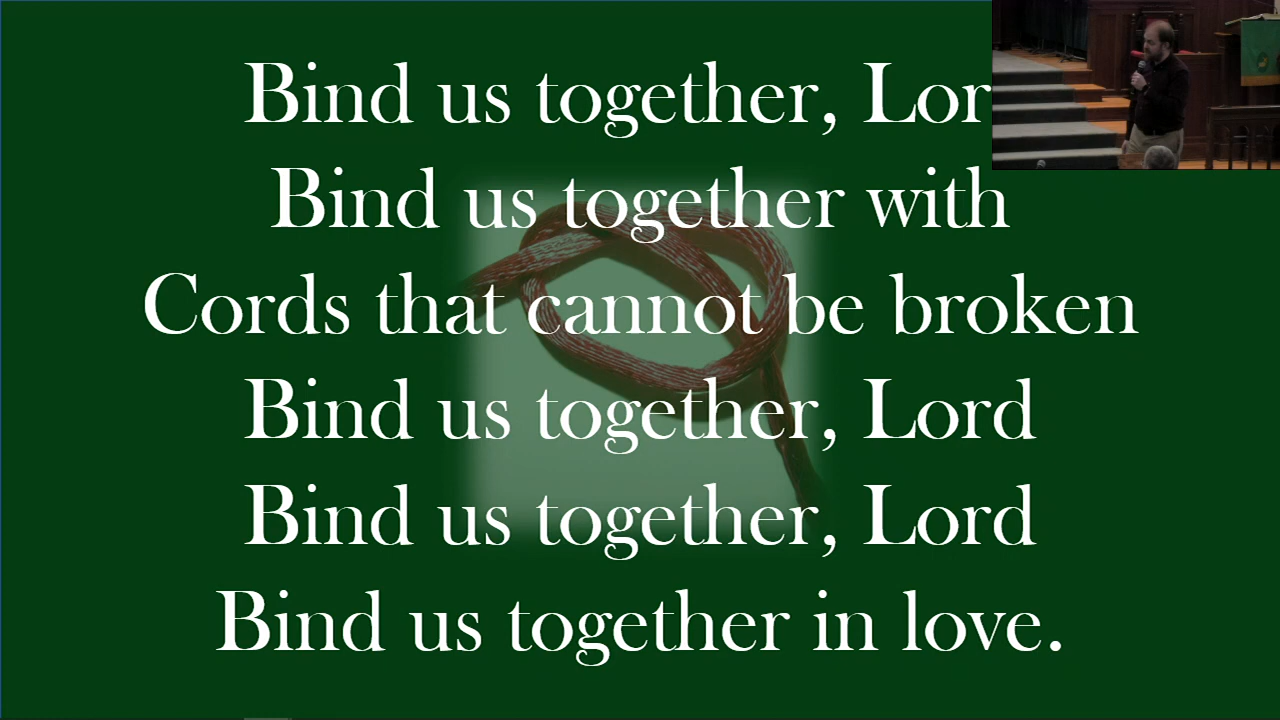 Bind us together, Lor
Bind us together with
Cords that cannot be broken
Bind us together, Lord
Bind us together, Lord
Bind us together in love.